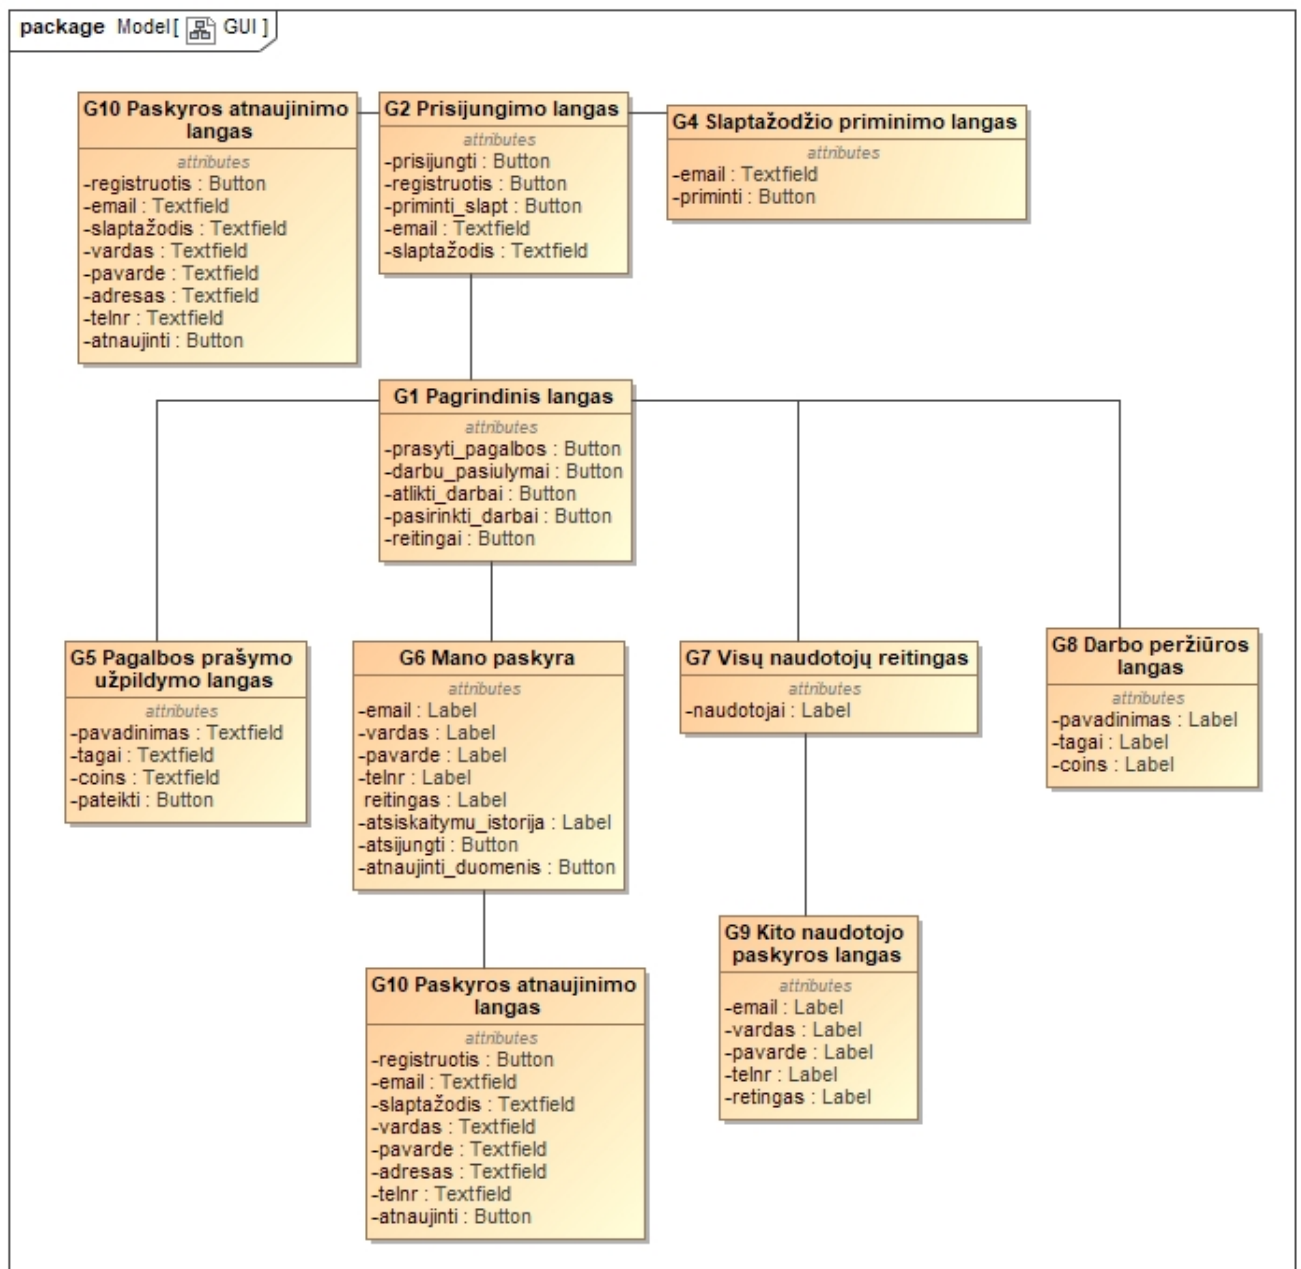 package Model [ GUI ]
G10 Paskyros atnaujinimo
langas
attributes
-registruotis : Button
-email : Textfield
-slaptažodis : Textfield
-vardas : Textfield
-pavarde : Textfield
-adresas : Textfield
-telnr : Textfield
-atnaujinti : Button
G2 Prisijungimo langas
attributes
-prisijungti : Button
-registruotis : Button
-priminti_slapt : Button
-email : Textfield
-slaptažodis : Textfield
G4 Slaptažodžio priminimo langas
attributes
-email : Textfield
-priminti : Button
G1 Pagrindinis langas
attributes
-prasyti_pagalbos : Button
-darbu_pasiulymai : Button
-atlikti_darbai : Button
-pasirinkti_darbai : Button
-reitingai : Button
G5 Pagalbos prašymo
užpildymo langas
attributes
-pavadinimas : Textfield
-tagai : Textfield
-coins : Textfield
-pateikti : Button
G6 Mano paskyra
attributes
-email : Label
-vardas : Label
-pavarde : Label
-telnr : Label
reitingas : Label
-atsiskaitymu_istorija : Label
-atsijungti : Button
-atnaujinti_duomenis : Button
G7 Visų naudotojų reitingas
attributes
-naudotojai : Label
G8 Darbo peržiūros
langas
attributes
-pavadinimas : Label
-tagai : Label
-coins : Label
G10 Paskyros atnaujinimo
langas
attributes
-registruotis : Button
-email : Textfield
-slaptažodis : Textfield
-vardas : Textfield
-pavarde : Textfield
-adresas : Textfield
-telnr : Textfield
-atnaujinti : Button
G9 Kito naudotojo
paskyros langas
attributes
-email : Label
-vardas : Label
-pavarde : Label
-telnr : Label
-retingas : Label